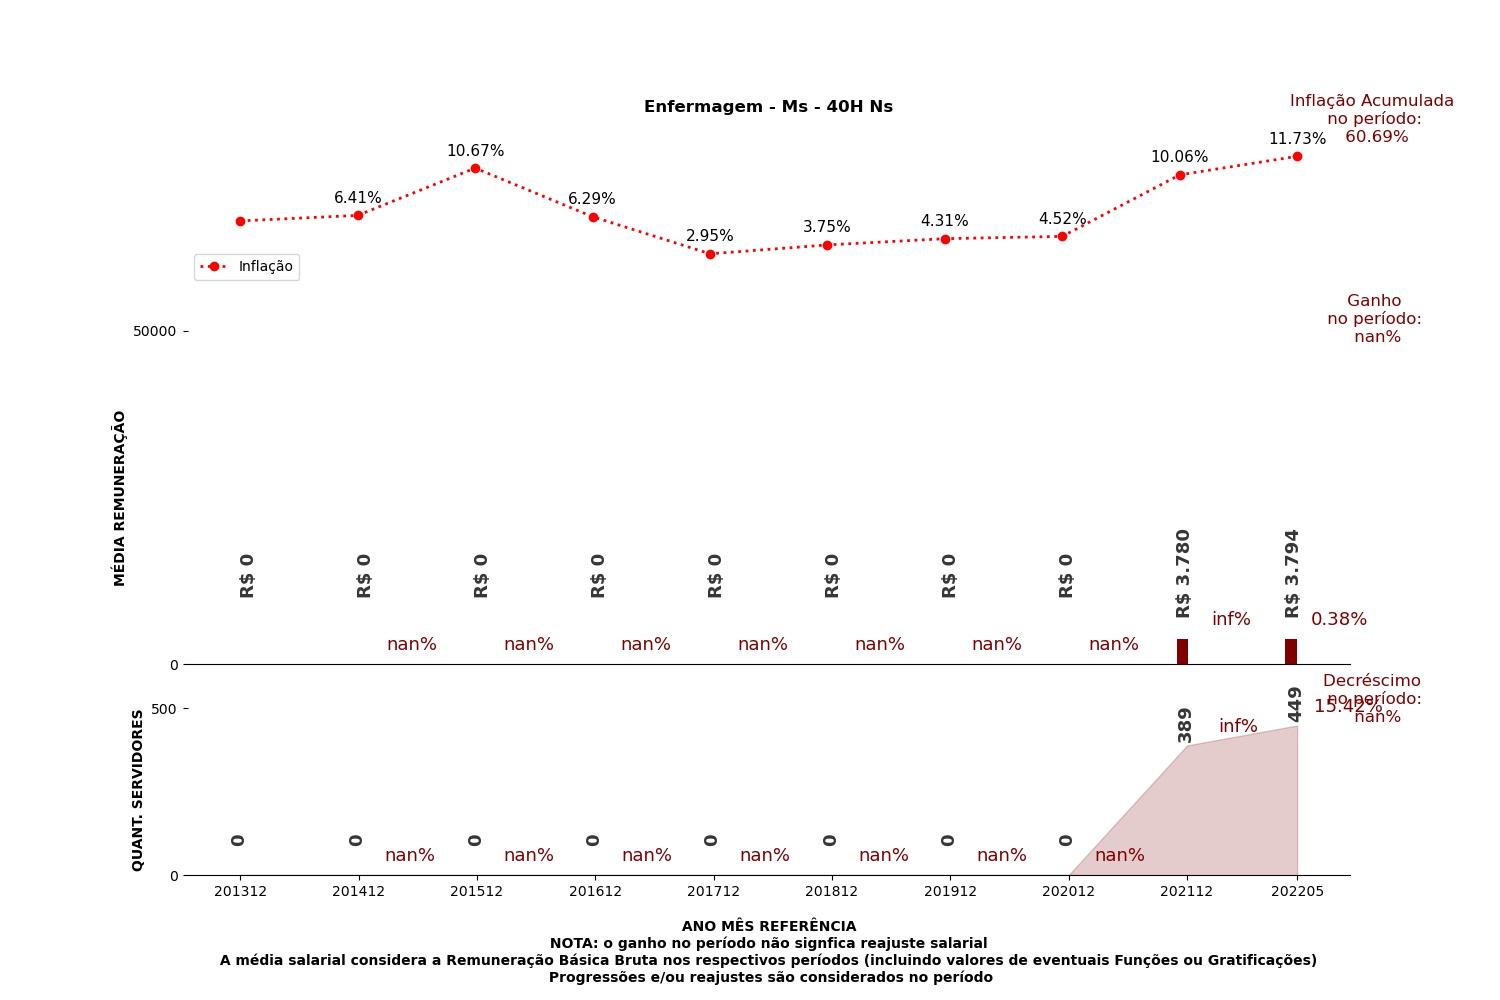 Enfermagem - Ms - 40H Ns
Inflação Acumulada
no período:
60.69%
6.41%
10.67%
6.29%
2.95%
3.75%
4.31%
4.52%
10.06%
11.73%
Inflação
Ganho
no período:
nan%
50000
0
MÉDIA REMUNERAÇÃO
R$ 0
R$ 0
R$ 0
R$ 0
R$ 0
R$ 0
R$ 0
R$ 0
R$ 3.780
R$ 3.794
nan%
nan%
nan%
nan%
nan%
nan%
nan%
inf%
0.38%
Decréscimo
no período:
nan%
15.42%
500
0
QUANT. SERVIDORES
0
0
0
0
0
0
0
0
389
449
nan%
nan%
nan%
nan%
nan%
nan%
nan%
inf%
201312
201412
201512
201612
201712
201812
201912
202012
202112
202205
ANO MÊS REFERÊNCIA
NOTA: o ganho no período não signfica reajuste salarial
A média salarial considera a Remuneração Básica Bruta nos respectivos períodos (incluindo valores de eventuais Funções ou Gratificações)
Progressões e/ou reajustes são considerados no período